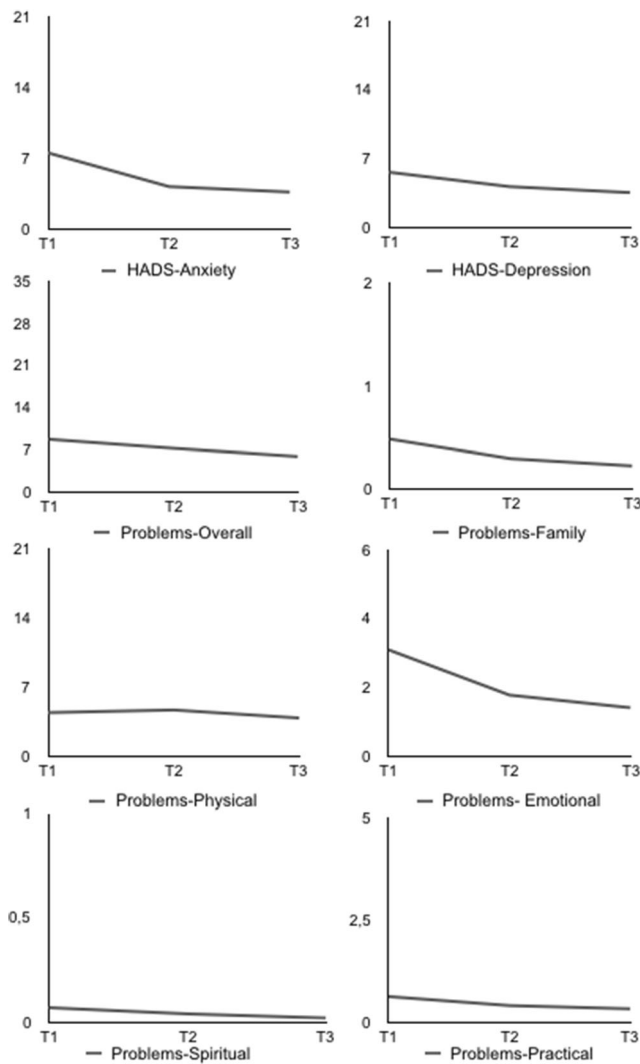 21
14
7
0
T1 T2 T3
HADS-Anxiety
21
14
7
0
T1 T2 T3
HADS-Depression
35
28
21
14
7
0
T1 T2 T3
Problems-Overall
2
1
0
T1 T2 T3
Problems-Family
21
14
7
0
T1 T2 T3
Problems-Physical
6
4
2
0
T1 T2 T3
Problems- Emotional
1
0,5
0
T1 T2 T3
Problems-Spiritual
5
2,5
0
T1 T2 T3
Problems-Practical